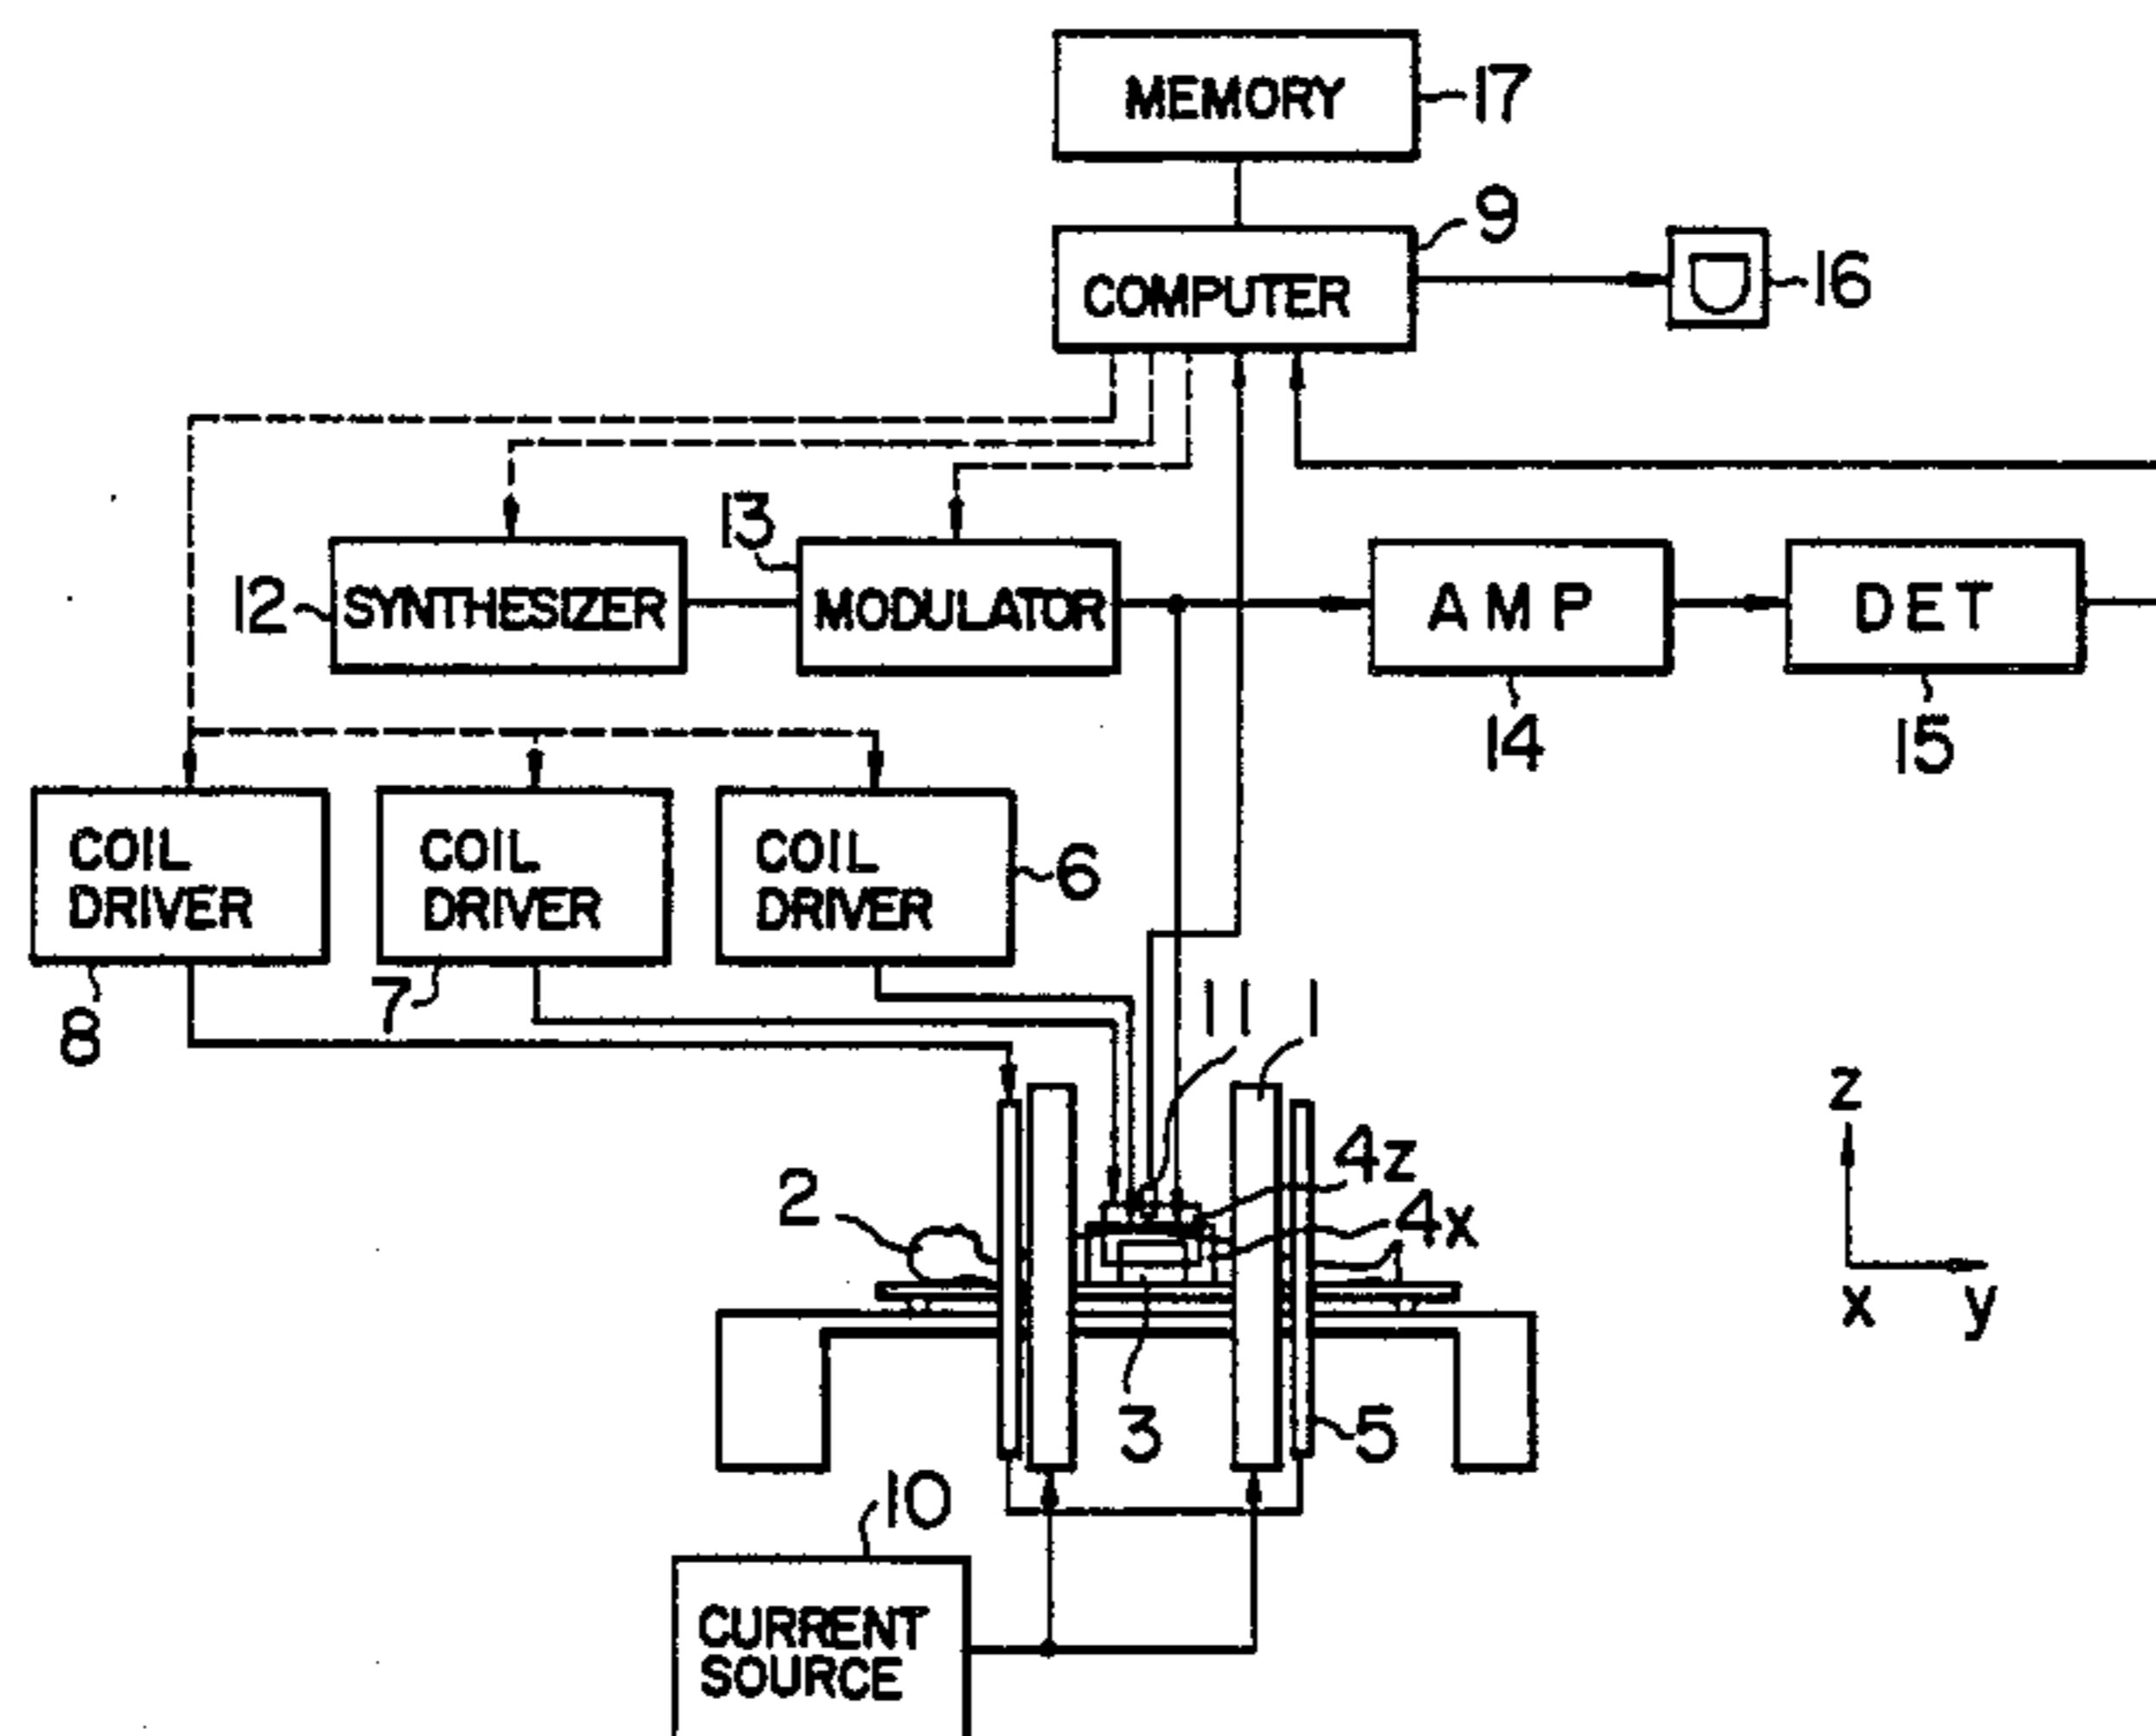 MEMORY
17
9
COMPUTER
16
13
12
SYNTHESIZER
MODULATOR
AMP
DET
14
15
COIL
DRIVER
COIL
DRIVER
COIL
DRIVER
6
7
8
11
1
z
2
4z
4x
x
y
3
5
10
CURRENT
SOURCE